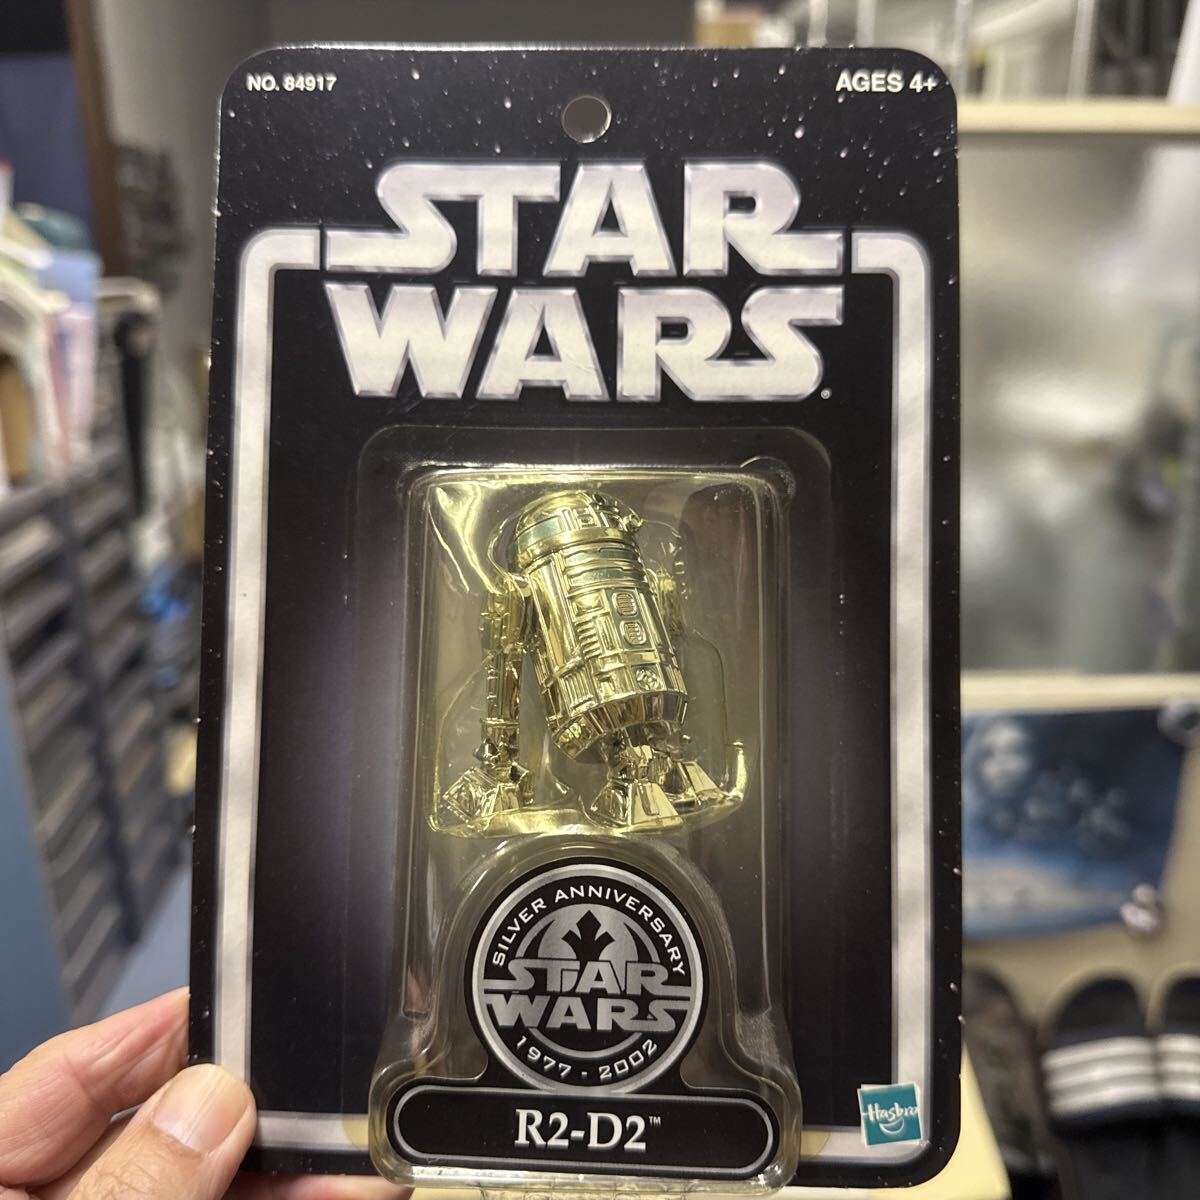 NO. 84917
AGES 4+
STAR
WARS®
SILVER ANNIVERSARY
STAR
WARS
1977 - 2002
R2-D2™
Hasbro